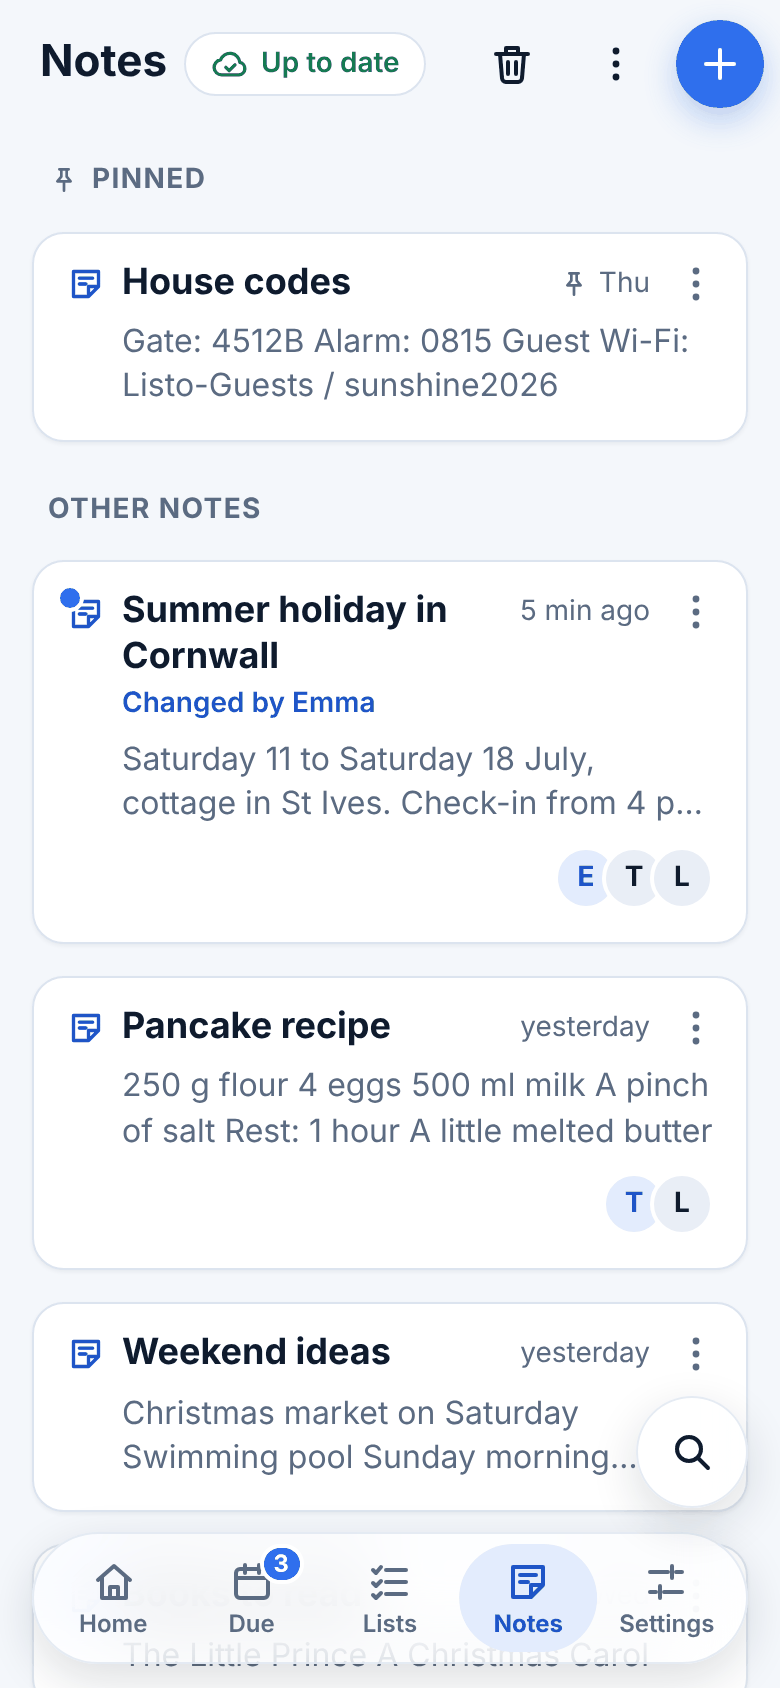 Notes
Up to date
PINNED
House codes
Thu
Gate: 4512B Alarm: 0815 Guest Wi-Fi:
Listo-Guests / sunshine2026
OTHER NOTES
Summer holiday in
Cornwall
5 min ago
Changed by Emma
Saturday 11 to Saturday 18 July,
cottage in St Ives. Check-in from 4 p...
E T L
Pancake recipe
yesterday
250 g flour 4 eggs 500 ml milk A pinch
of salt Rest: 1 hour A little melted butter
T L
Weekend ideas
yesterday
Christmas market on Saturday
Swimming pool Sunday morning...
3
Home
Due
Lists
Notes
Settings
The Little Prince A Christmas Carol